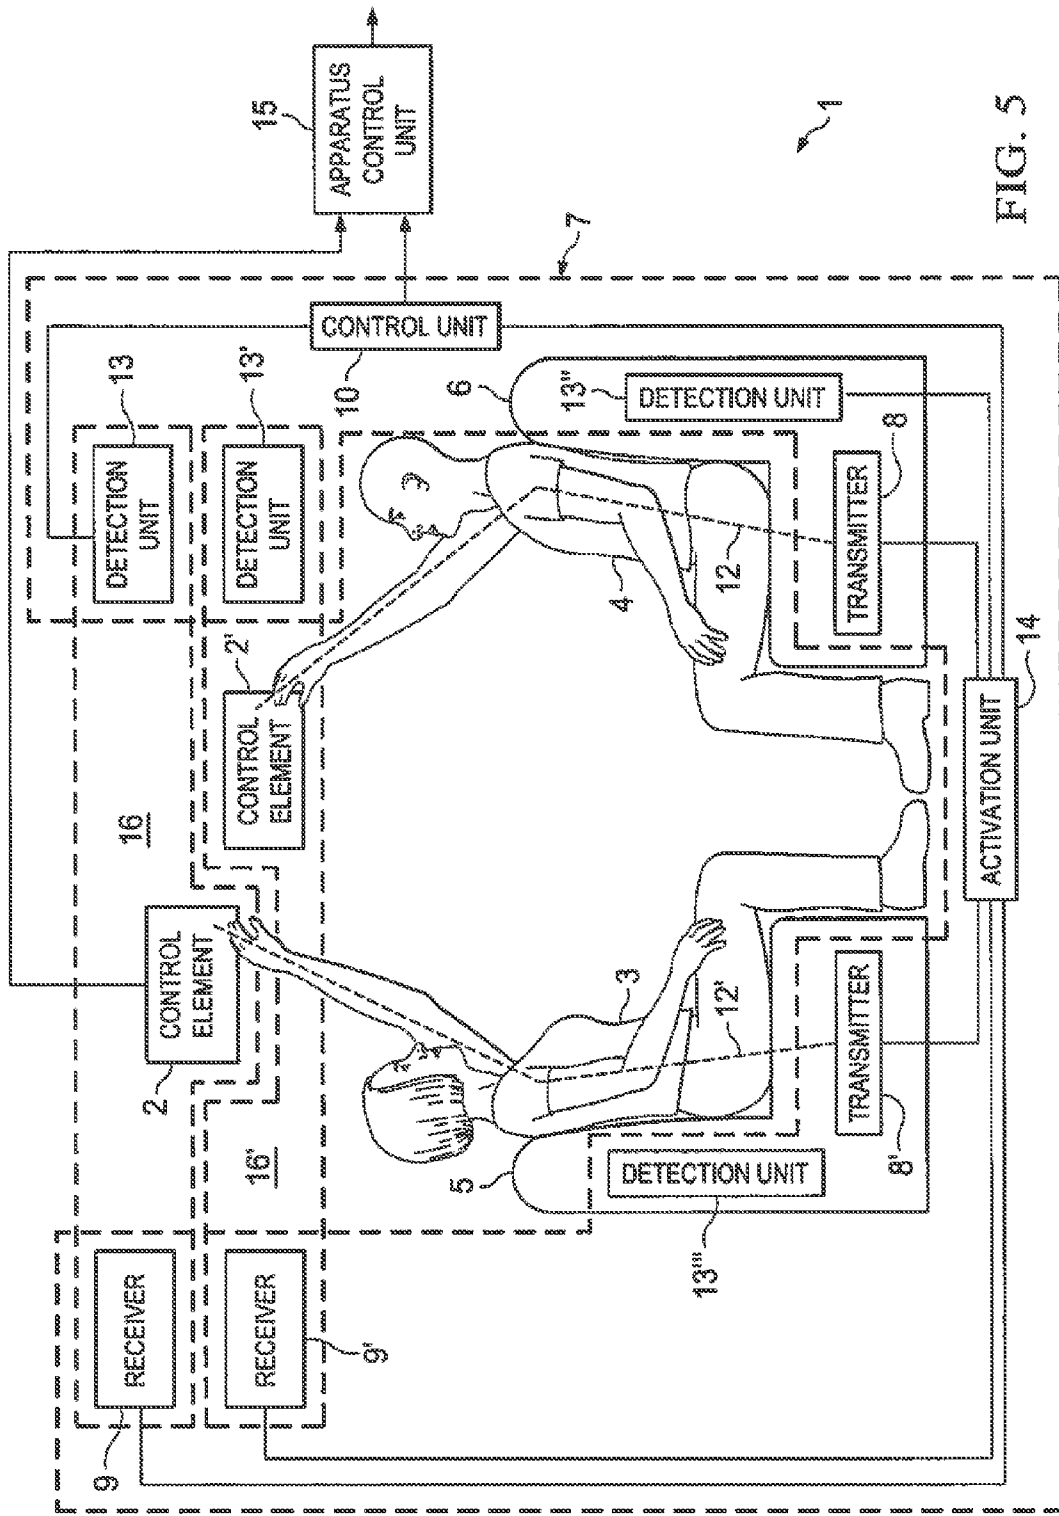 15
APPARATUS
CONTROL
UNIT
1
FIG. 5
7
CONTROL UNIT
10
13
DETECTION
UNIT
13'
DETECTION
UNIT
6
13"
DETECTION UNIT
8
TRANSMITTER
12
4
2'
CONTROL
ELEMENT
16
14
ACTIVATION UNIT
CONTROL
ELEMENT
2
3
12'
TRANSMITTER
8'
16'
5
DETECTION UNIT
13'''
RECEIVER
9
RECEIVER
9'